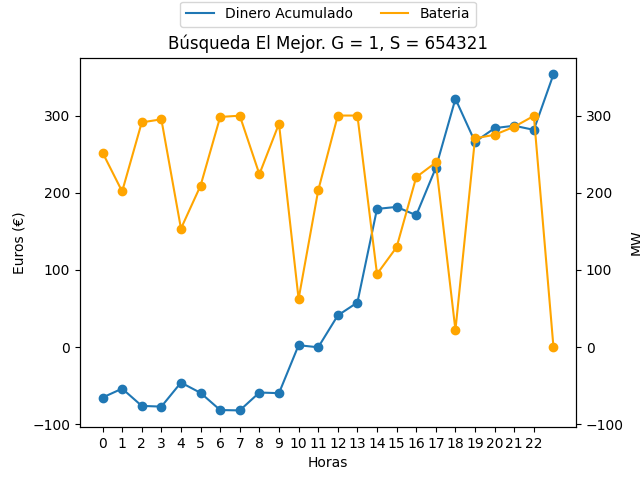 Dinero Acumulado Bateria
Búsqueda El Mejor. G = 1, S = 654321
300
200
100
0
−100
300
200
100
0
−100
Euros (€)
MW
0 1 2 3 4 5 6 7 8 9 10 11 12 13 14 15 16 17 18 19 20 21 22
Horas